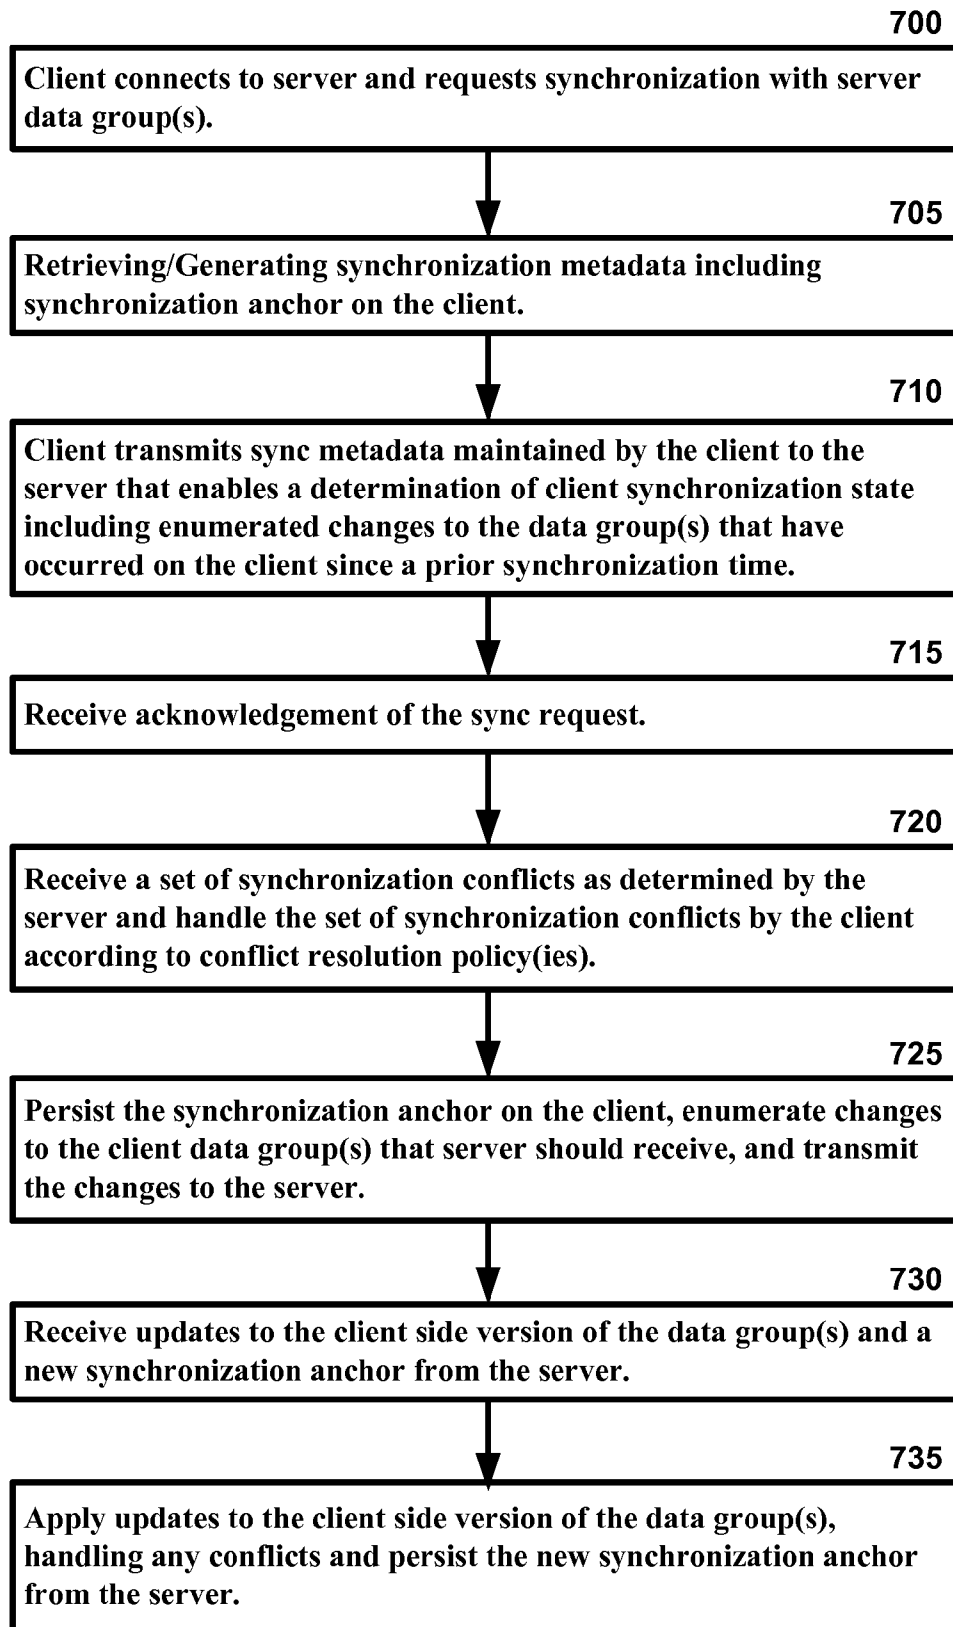 700
Client connects to server and requests synchronization with server
data group(s).
705
Retrieving/Generating synchronization metadata including
synchronization anchor on the client.
710
Client transmits sync metadata maintained by the client to the
server that enables a determination of client synchronization state
including enumerated changes to the data group(s) that have
occurred on the client since a prior synchronization time.
715
Receive acknowledgement of the sync request.
720
Receive a set of synchronization conflicts as determined by the
server and handle the set of synchronization conflicts by the client
according to conflict resolution policy(ies).
725
Persist the synchronization anchor on the client, enumerate changes
to the client data group(s) that server should receive, and transmit
the changes to the server.
730
Receive updates to the client side version of the data group(s) and a
new synchronization anchor from the server.
735
Apply updates to the client side version of the data group(s),
handling any conflicts and persist the new synchronization anchor
from the server.